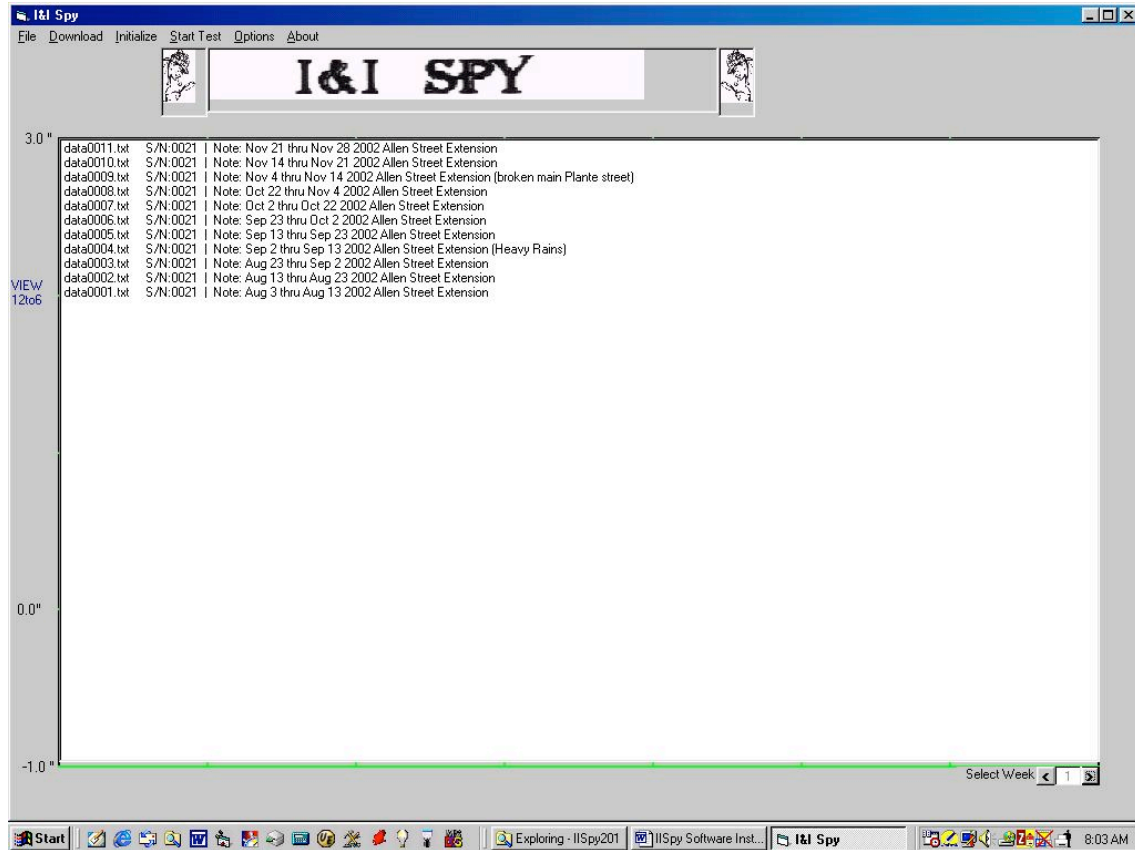 I&I Spy
File Download Initialize Start Test Options About
I&I SPY
3.0 "
data0011.txt S/N:0021 | Note: Nov 21 thru Nov 28 2002 Allen Street Extension
data0010.txt S/N:0021 | Note: Nov 14 thru Nov 21 2002 Allen Street Extension
data0009.txt S/N:0021 | Note: Nov 4 thru Nov 14 2002 Allen Street Extension (broken main Plante street)
data0008.txt S/N:0021 | Note: Oct 22 thru Nov 4 2002 Allen Street Extension
data0007.txt S/N:0021 | Note: Oct 2 thru Oct 22 2002 Allen Street Extension
data0006.txt S/N:0021 | Note: Sep 23 thru Oct 2 2002 Allen Street Extension
data0005.txt S/N:0021 | Note: Sep 13 thru Sep 23 2002 Allen Street Extension
data0004.txt S/N:0021 | Note: Sep 2 thru Sep 13 2002 Allen Street Extension (Heavy Rains)
data0003.txt S/N:0021 | Note: Aug 23 thru Sep 2 2002 Allen Street Extension
data0002.txt S/N:0021 | Note: Aug 13 thru Aug 23 2002 Allen Street Extension
data0001.txt S/N:0021 | Note: Aug 3 thru Aug 13 2002 Allen Street Extension
VIEW
12to6
0.0"
-1.0 "
Select Week < 1 >
Start Exploring - IISpy201 IISpy Software Inst... I&I Spy 8:03 AM